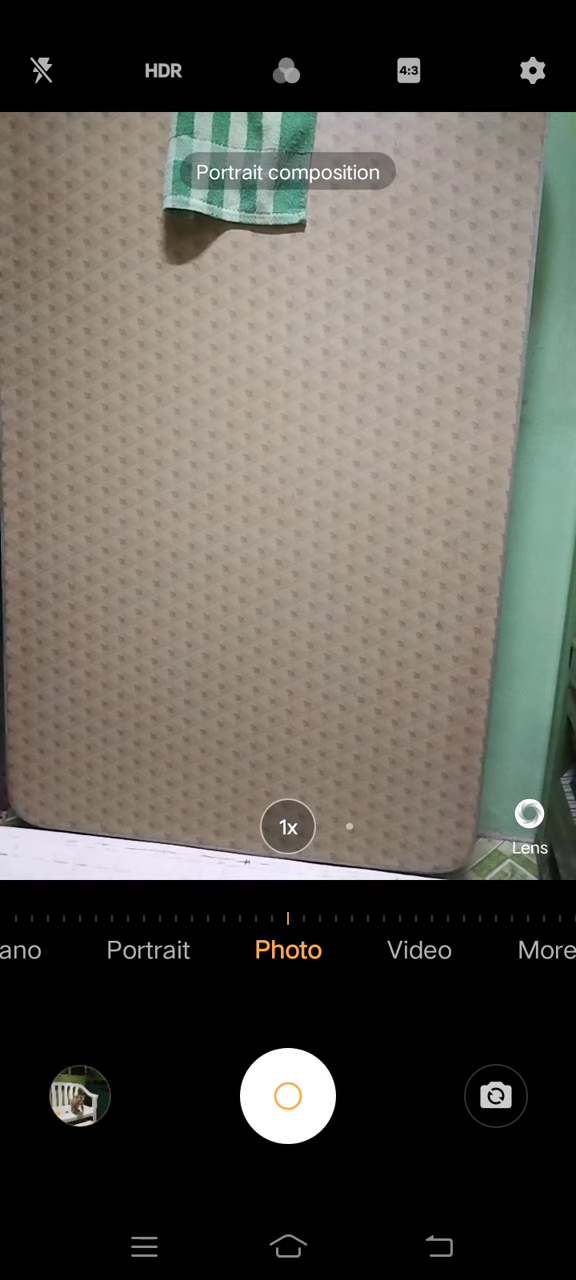 HDR
4:3
Portrait composition
1x
Lens
ano
Portrait
Photo
Video
More